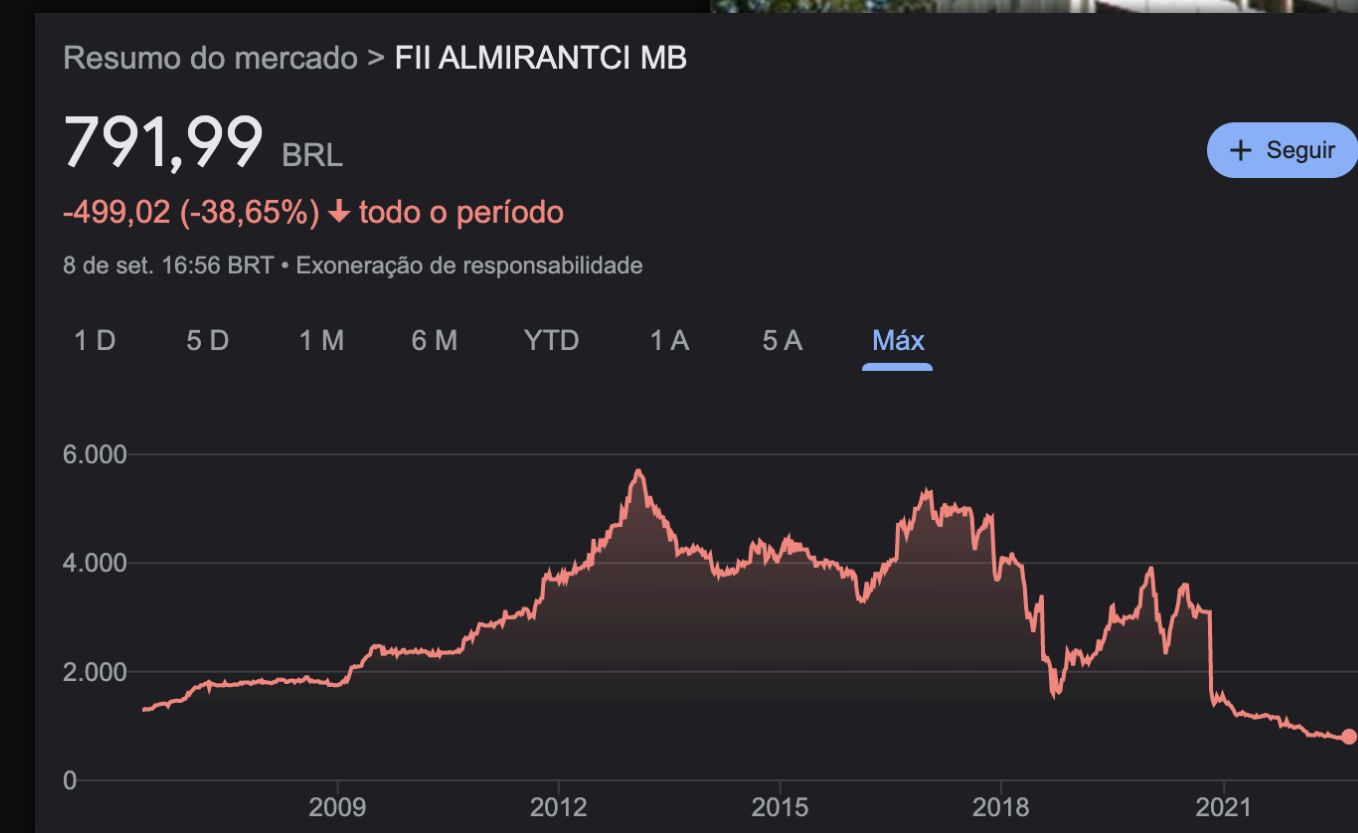 Resumo do mercado > FII ALMIRANTCI MB
791,99 BRL
+ Seguir
-499,02 (-38,65%) ↓ todo o período
8 de set. 16:56 BRT • Exoneração de responsabilidade
1 D 5 D 1 M 6 M YTD 1 A 5 A Máx
6.000
4.000
2.000
0
2009 2012 2015 2018 2021